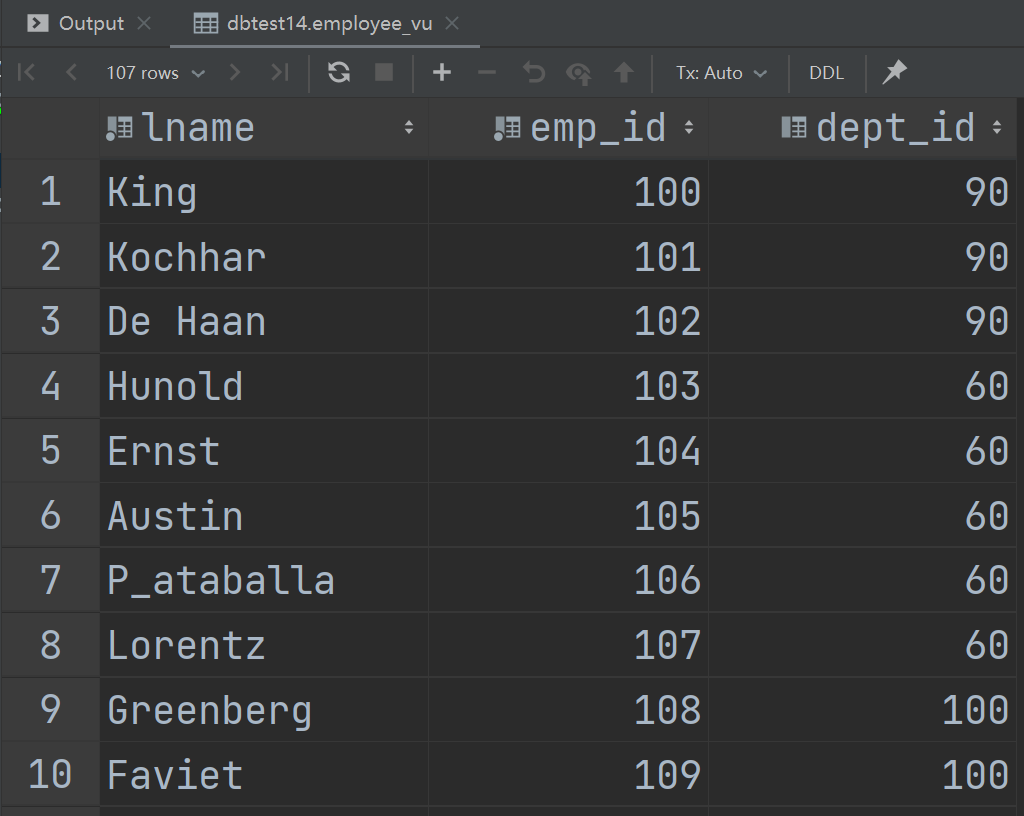 Output dbtest14.employee_vu
107 rows Tx: Auto DDL
lname emp_id dept_id
1 King 100 90
2 Kochhar 101 90
3 De Haan 102 90
4 Hunold 103 60
5 Ernst 104 60
6 Austin 105 60
7 P_ataballa 106 60
8 Lorentz 107 60
9 Greenberg 108 100
10 Faviet 109 100